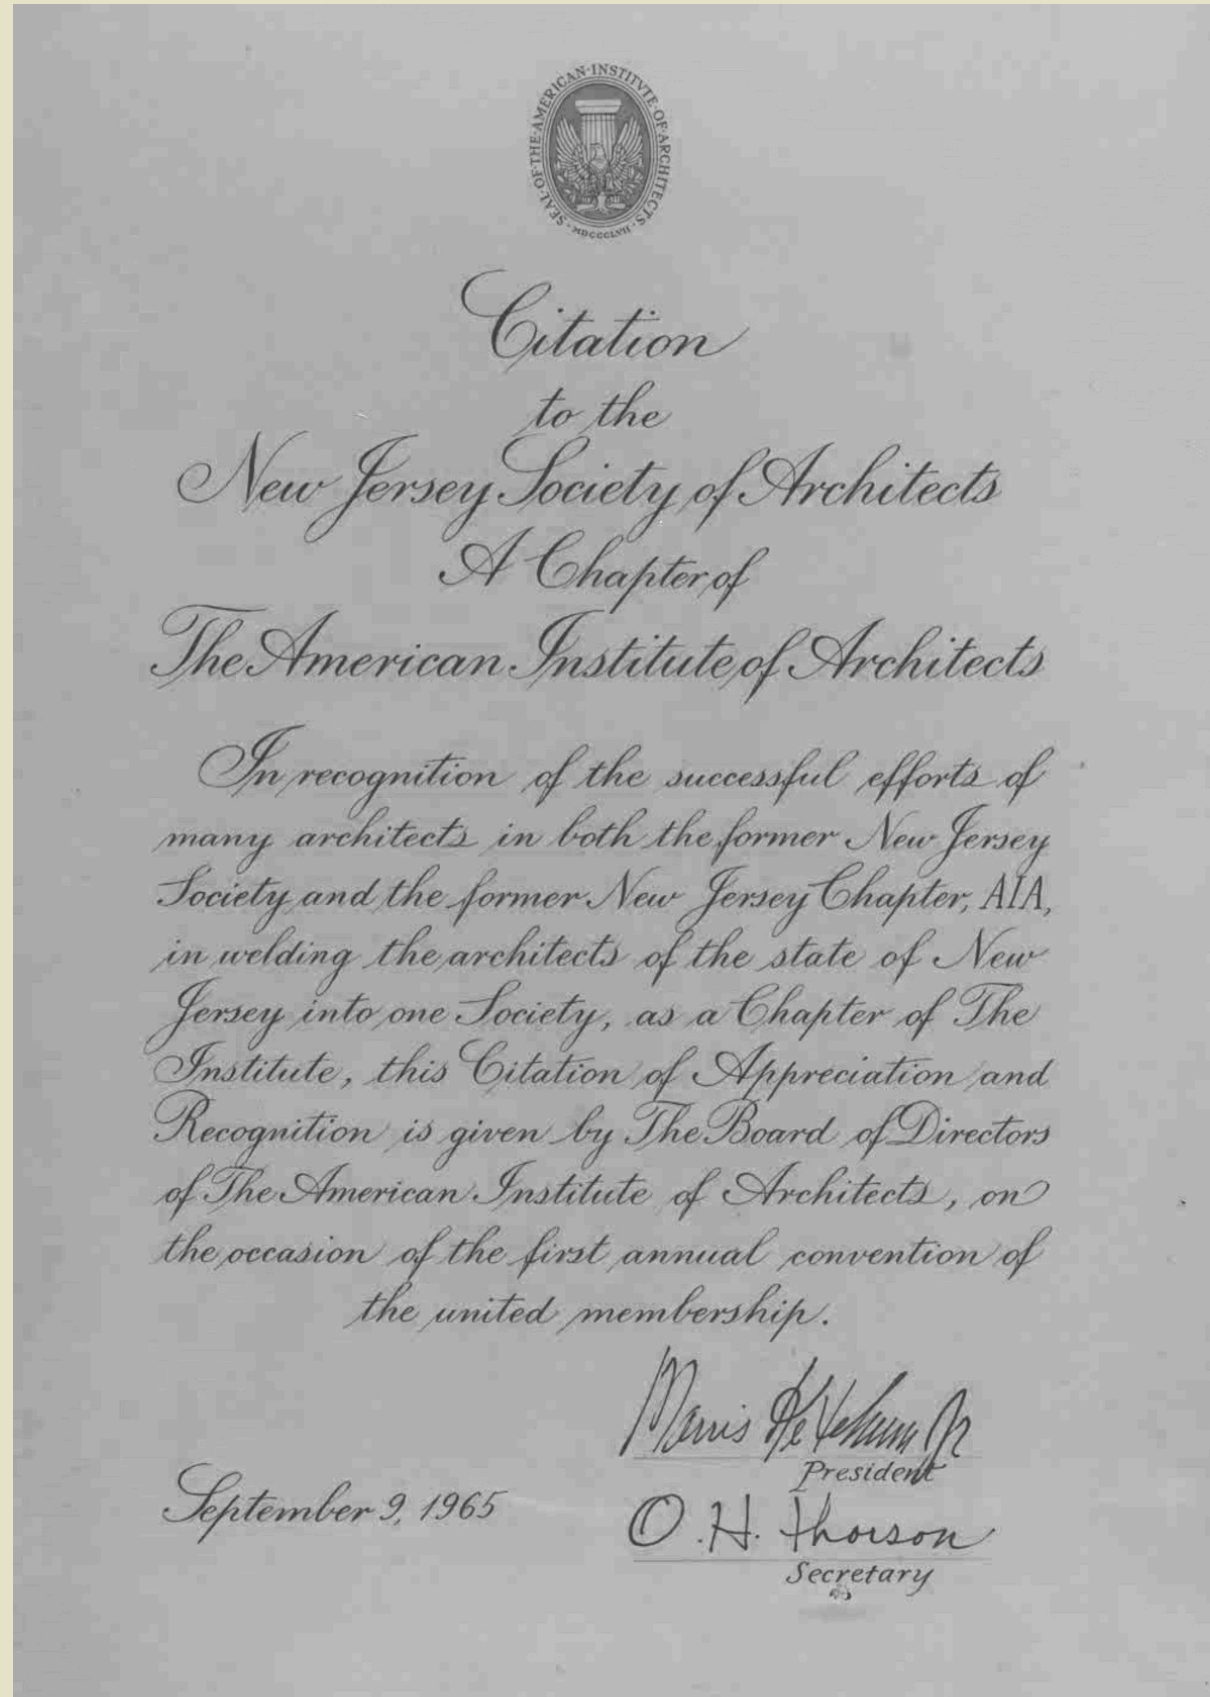 SEAL·OF·THE·AMERICAN·INSTITVTE·OF·ARCHITECTS·
·MDCCCLVII·
Citation
to the
New Jersey Society of Architects
A Chapter of
The American Institute of Architects
In recognition of the successful efforts of
many architects in both the former New Jersey
Society and the former New Jersey Chapter, AIA,
in welding the architects of the state of New
Jersey into one Society, as a Chapter of The
Institute, this Citation of Appreciation and
Recognition is given by The Board of Directors
of The American Institute of Architects, on
the occasion of the first annual convention of
the united membership.
Morris Ketchum Jr
President
September 9, 1965
O. H. Thorson
Secretary